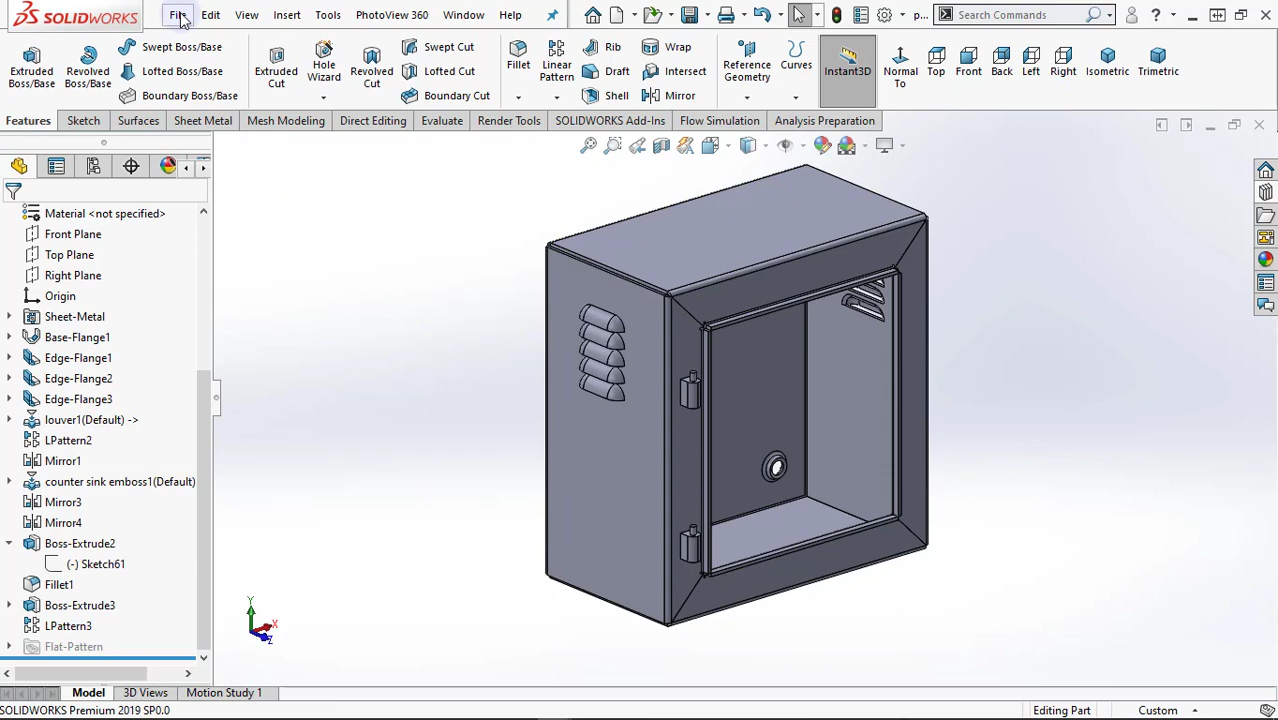 SOLIDWORKS Edit View Insert Tools PhotoView 360 Window Help p... Search Commands
Extruded Boss/Base
Revolved Boss/Base
Swept Boss/Base
Lofted Boss/Base
Boundary Boss/Base
Extruded Cut
Hole Wizard
Revolved Cut
Swept Cut
Lofted Cut
Boundary Cut
Fillet
Linear Pattern
Rib
Draft
Shell
Wrap
Intersect
Mirror
Reference Geometry
Curves
Instant3D
Normal To
Top
Front
Back
Left
Right
Isometric
Trimetric
Features Sketch Surfaces Sheet Metal Mesh Modeling Direct Editing Evaluate Render Tools SOLIDWORKS Add-Ins Flow Simulation Analysis Preparation
Material <not specified>
Front Plane
Top Plane
Right Plane
Origin
Sheet-Metal
Base-Flange1
Edge-Flange1
Edge-Flange2
Edge-Flange3
louver1(Default) ->
LPattern2
Mirror1
counter sink emboss1(Default)
Mirror3
Mirror4
Boss-Extrude2
(-) Sketch61
Fillet1
Boss-Extrude3
LPattern3
Flat-Pattern
Y
X
Z
Model 3D Views Motion Study 1
SOLIDWORKS Premium 2019 SP0.0 Editing Part Custom